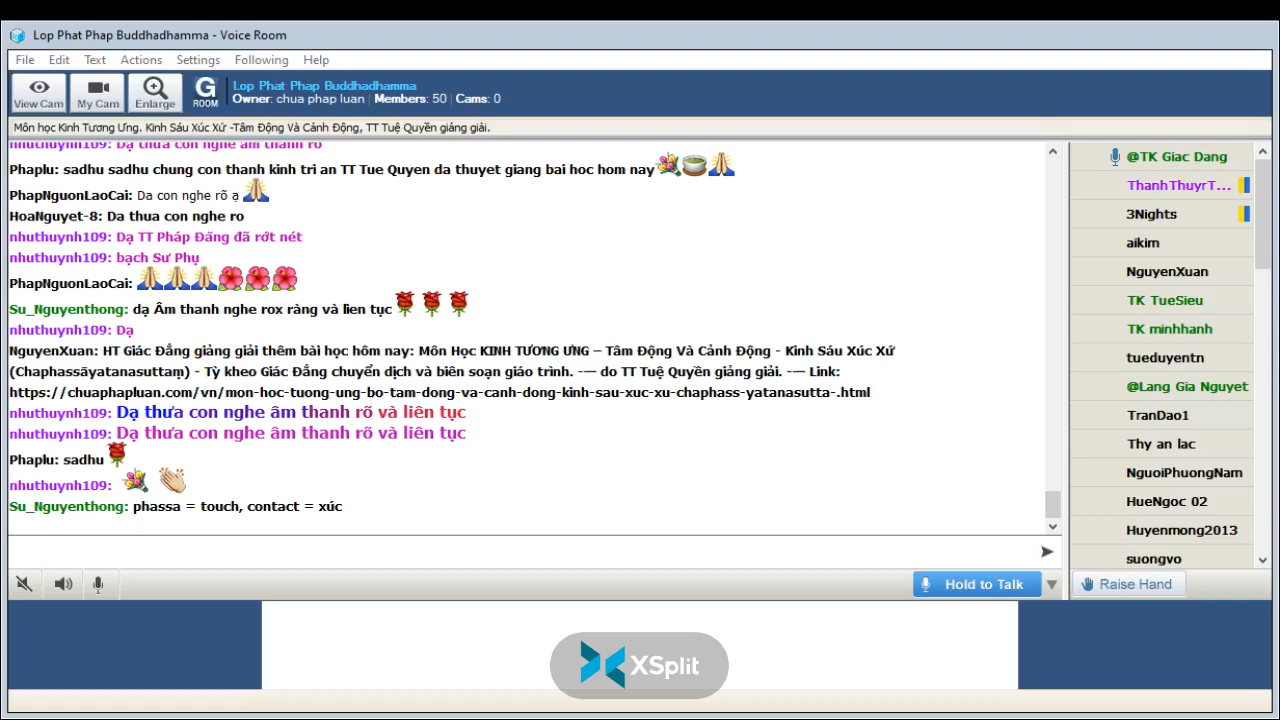 Lop Phat Phap Buddhadhamma - Voice Room
File Edit Text Actions Settings Following Help
View Cam My Cam Enlarge G ROOM
Lop Phat Phap Buddhadhamma
Owner: chua phap luan | Members: 50 | Cams: 0
Môn học Kinh Tương Ưng. Kinh Sáu Xúc Xứ -Tâm Động Và Cảnh Động, TT Tuệ Quyền giảng giải.
nhuthuynh109: Dạ thưa con nghe âm thanh rõ
Phaplu: sadhu sadhu chung con thanh kinh tri an TT Tue Quyen da thuyet giang bai hoc hom nay
PhapNguonLaoCai: Da con nghe rõ ạ
HoaNguyet-8: Da thua con nghe ro
nhuthuynh109: Dạ TT Pháp Đăng đã rớt nét
nhuthuynh109: bạch Sư Phụ
PhapNguonLaoCai:
Su_Nguyenthong: dạ Âm thanh nghe rox ràng và lien tục
nhuthuynh109: Dạ
NguyenXuan: HT Giác Đẳng giảng giải thêm bài học hôm nay: Môn Học KINH TƯƠNG ƯNG – Tâm Động Và Cảnh Động - Kinh Sáu Xúc Xứ
(Chaphassāyatanasuttaṃ) - Tỳ kheo Giác Đẳng chuyển dịch và biên soạn giáo trình. -— do TT Tuệ Quyền giảng giải. -— Link:
https://chuaphapluan.com/vn/mon-hoc-tuong-ung-bo-tam-dong-va-canh-dong-kinh-sau-xuc-xu-chaphass-yatanasutta-.html
nhuthuynh109: Dạ thưa con nghe âm thanh rõ và liên tục
nhuthuynh109: Dạ thưa con nghe âm thanh rõ và liên tục
Phaplu: sadhu
nhuthuynh109:
Su_Nguyenthong: phassa = touch, contact = xúc
@TK Giac Dang
ThanhThuyrT...
3Nights
aikim
NguyenXuan
TK TueSieu
TK minhhanh
tueduyentn
@Lang Gia Nguyet
TranDao1
Thy an lac
NguoiPhuongNam
HueNgoc 02
Huyenmong2013
suongvo
Hold to Talk
Raise Hand
XSplit